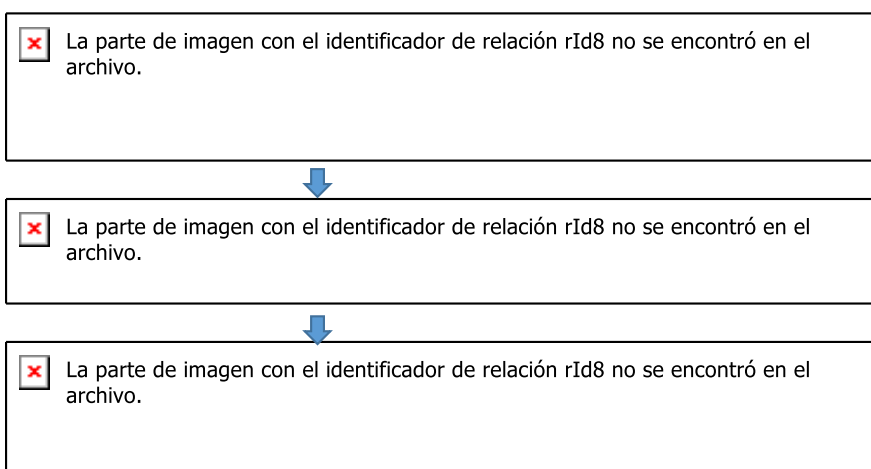 La parte de imagen con el identificador de relación rId8 no se encontró en el
archivo.
La parte de imagen con el identificador de relación rId8 no se encontró en el
archivo.
La parte de imagen con el identificador de relación rId8 no se encontró en el
archivo.